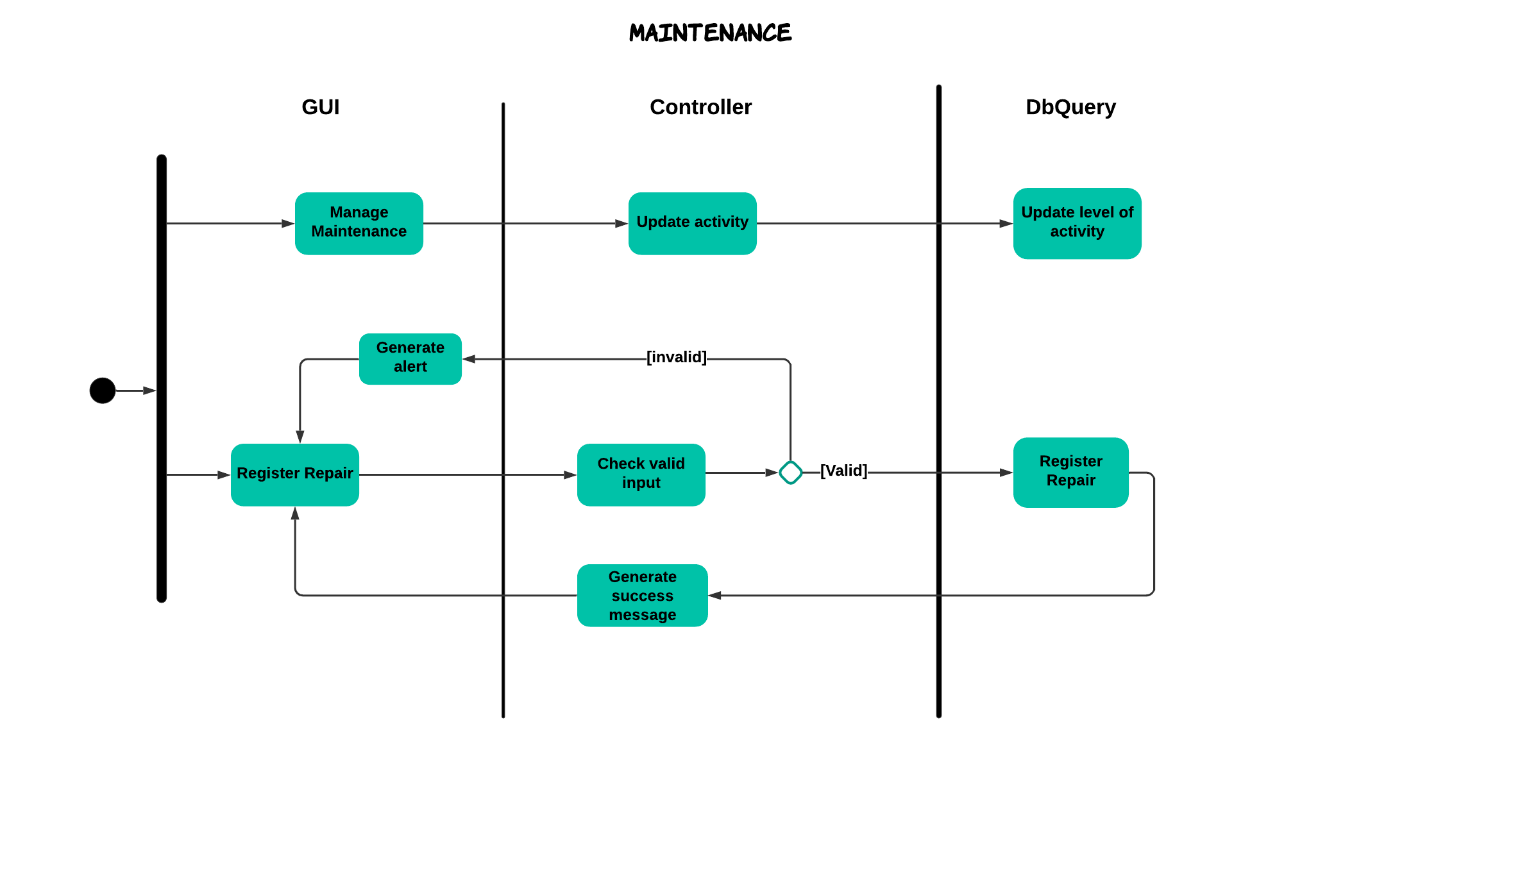 MAINTENANCE
GUI
Controller
DbQuery
Manage
Maintenance
Update activity
Update level of
activity
Generate
alert
[invalid]
Register Repair
Check valid
input
[Valid]
Register
Repair
Generate
success
message